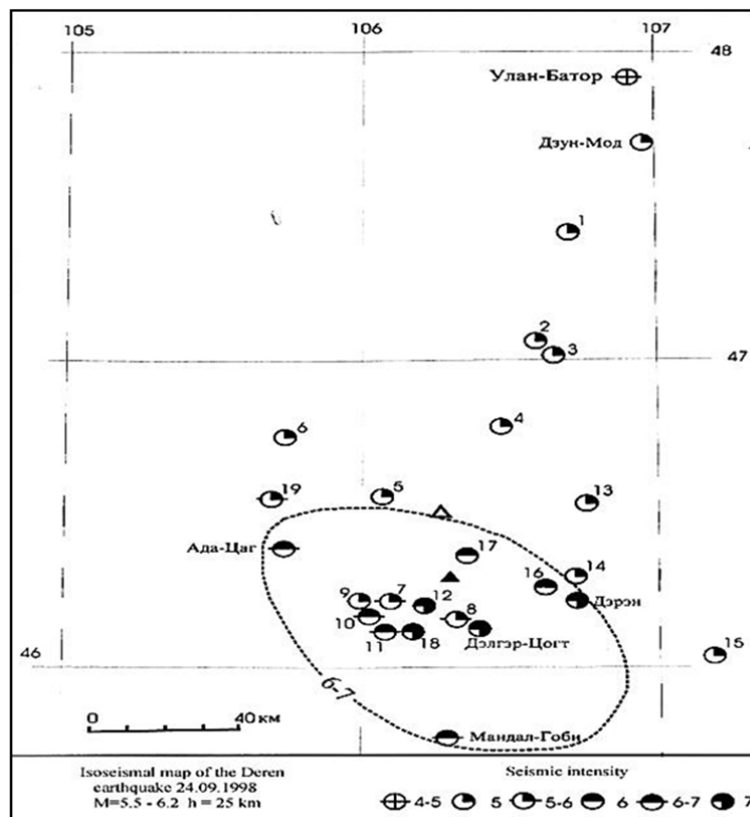 105 106 107
48
Улан-Батор
Дзун-Мод
1
2
3
47
4
6
5
19
13
Ада-Цаг
17
14
16
9 7 12
Дэрэн
8
10
Дэлгэр-Цогт
11 18
15
46
6-7
0 40 км
Мандал-Гоби
Isoseismal map of the Deren
earthquake 24.09.1998
M=5.5 - 6.2 h = 25 km
Seismic intensity
4-5 5 5-6 6 6-7 7